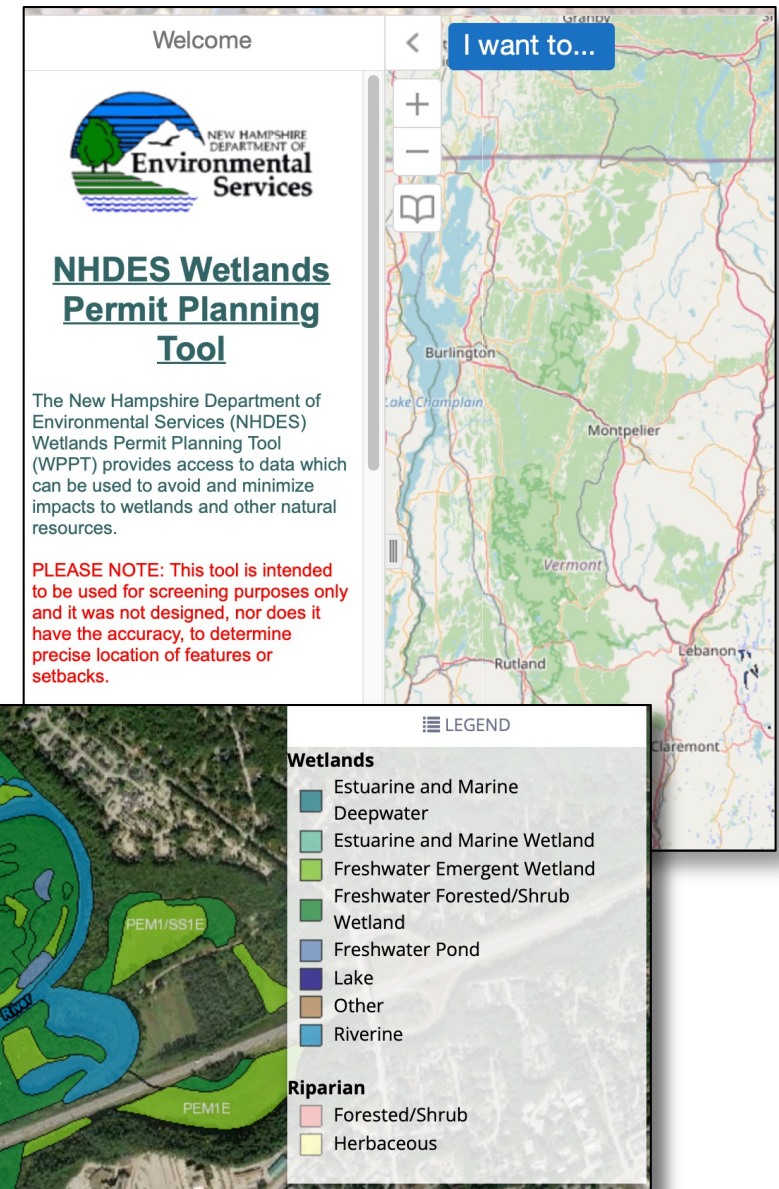 Welcome
I want to...
Granby
NEW HAMPSHIRE
DEPARTMENT OF
Environmental
Services
NHDES Wetlands
Permit Planning
Tool
The New Hampshire Department of
Environmental Services (NHDES)
Wetlands Permit Planning Tool
(WPPT) provides access to data which
can be used to avoid and minimize
impacts to wetlands and other natural
resources.
PLEASE NOTE: This tool is intended
to be used for screening purposes only
and it was not designed, nor does it
have the accuracy, to determine
precise location of features or
setbacks.
Burlington
Lake Champlain
Montpelier
Vermont
Lebanon
Rutland
Claremont
LEGEND
Wetlands
Estuarine and Marine
Deepwater
Estuarine and Marine Wetland
Freshwater Emergent Wetland
Freshwater Forested/Shrub
Wetland
Freshwater Pond
Lake
Other
Riverine
Riparian
Forested/Shrub
Herbaceous
PEM1/SS1E
River
PEM1E